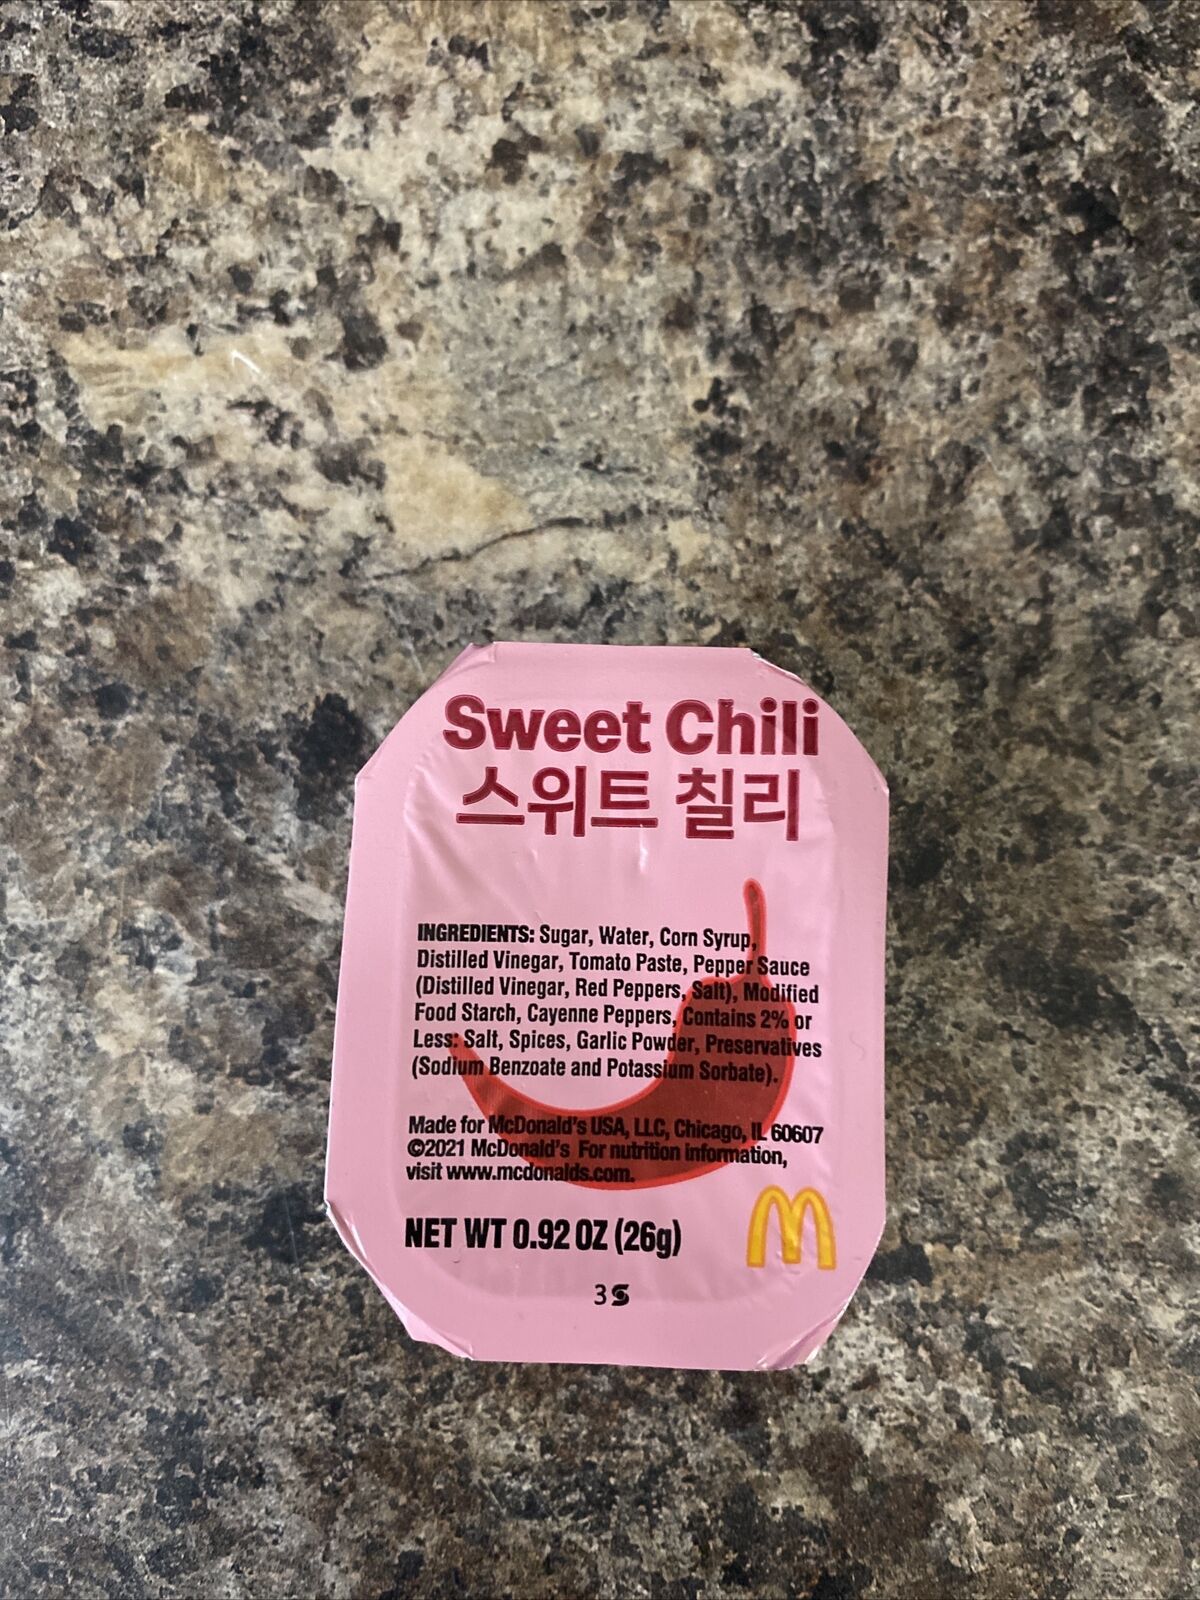 Sweet Chili
스위트 칠리
INGREDIENTS: Sugar, Water, Corn Syrup,
Distilled Vinegar, Tomato Paste, Pepper Sauce
(Distilled Vinegar, Red Peppers, Salt), Modified
Food Starch, Cayenne Peppers, Contains 2% or
Less: Salt, Spices, Garlic Powder, Preservatives
(Sodium Benzoate and Potassium Sorbate).
Made for McDonald's USA, LLC, Chicago, IL 60607
©2021 McDonald's For nutrition information,
visit www.mcdonalds.com.
NET WT 0.92 OZ (26g)
3